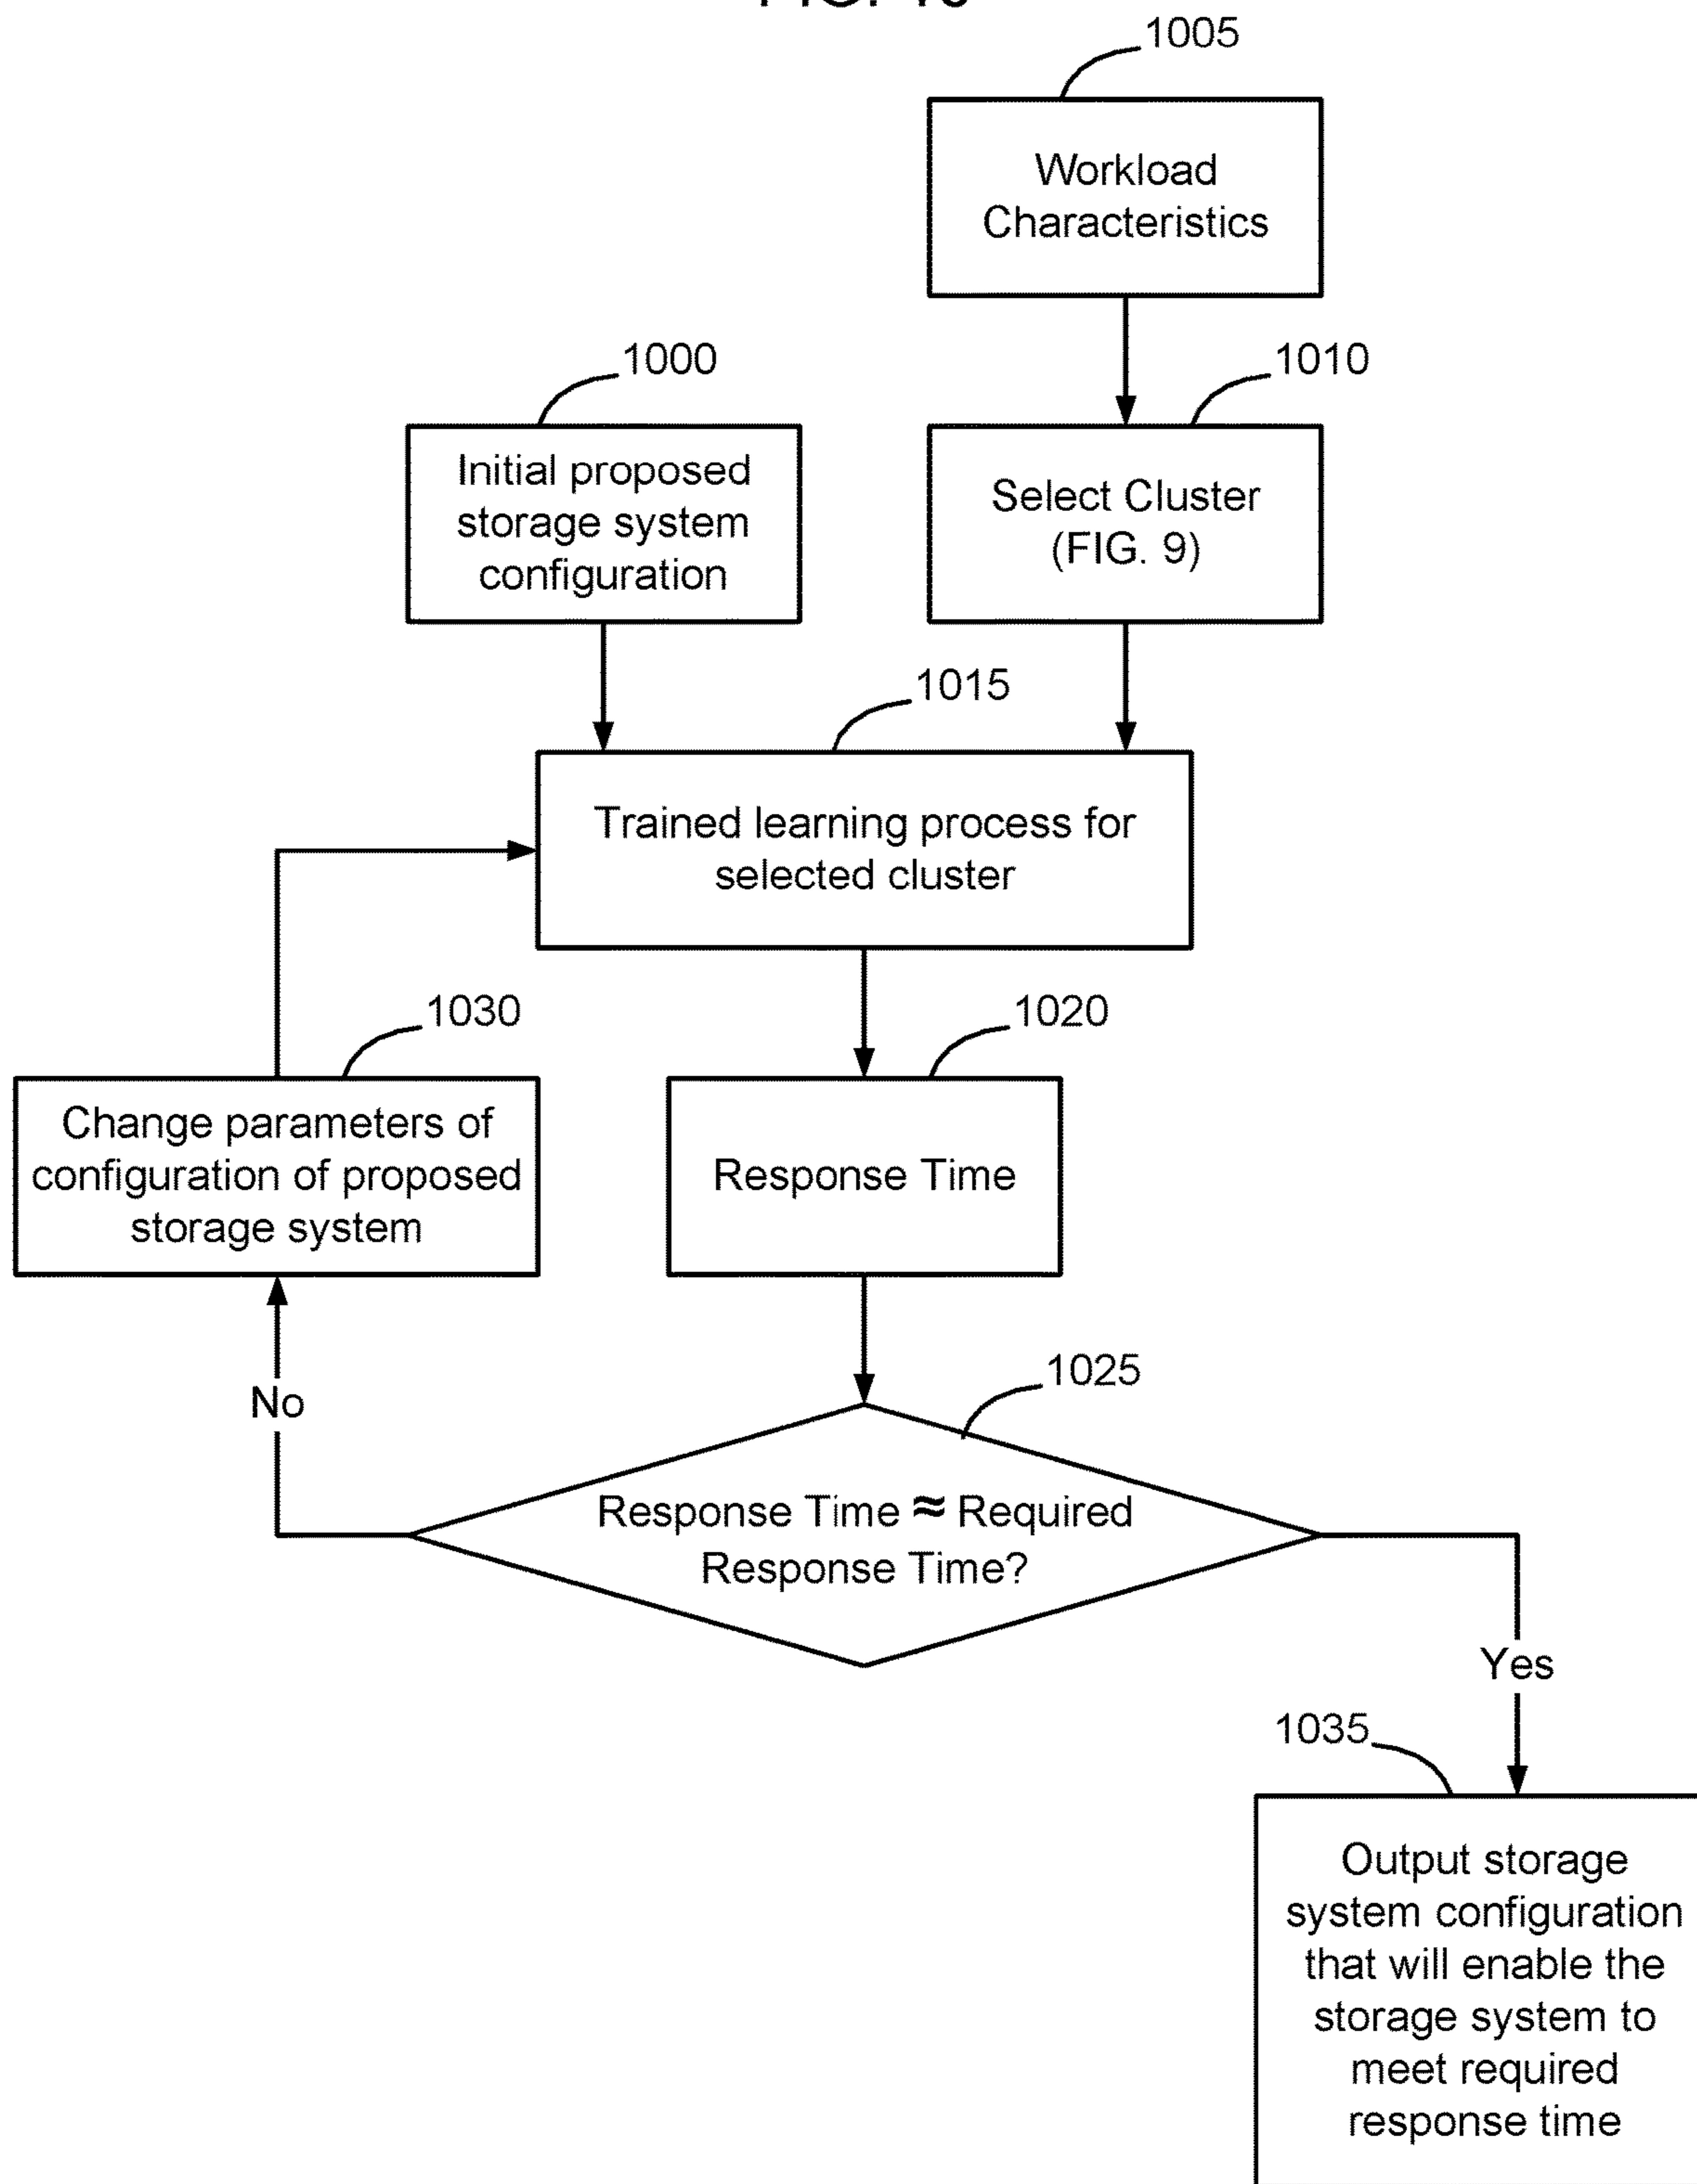 1005
Workload
Characteristics
1000
1010
Initial proposed
storage system
configuration
Select Cluster
(FIG. 9)
1015
Trained learning process for
selected cluster
1030
1020
Change parameters of
configuration of proposed
storage system
Response Time
1025
No
Response Time ≈ Required
Response Time?
Yes
1035
Output storage
system configuration
that will enable the
storage system to
meet required
response time